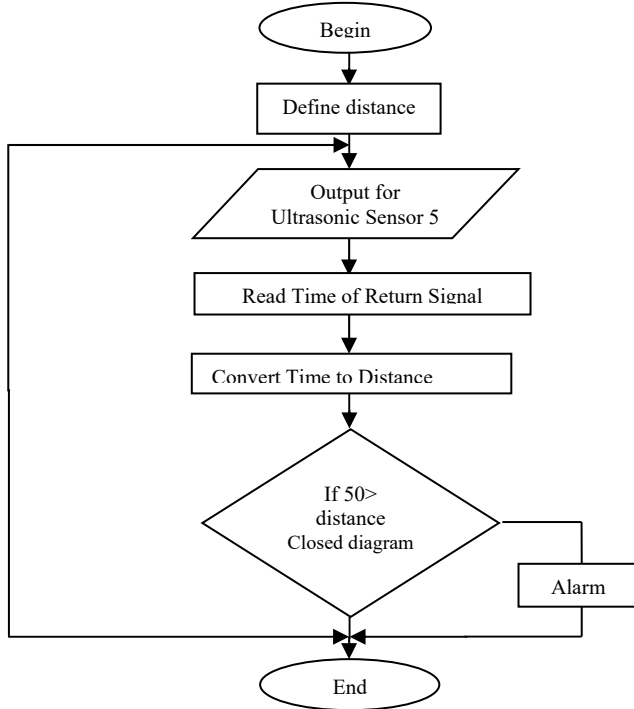 Begin
Define distance
Output for
Ultrasonic Sensor 5
Read Time of Return Signal
Convert Time to Distance
If 50>
distance
Closed diagram
Alarm
End